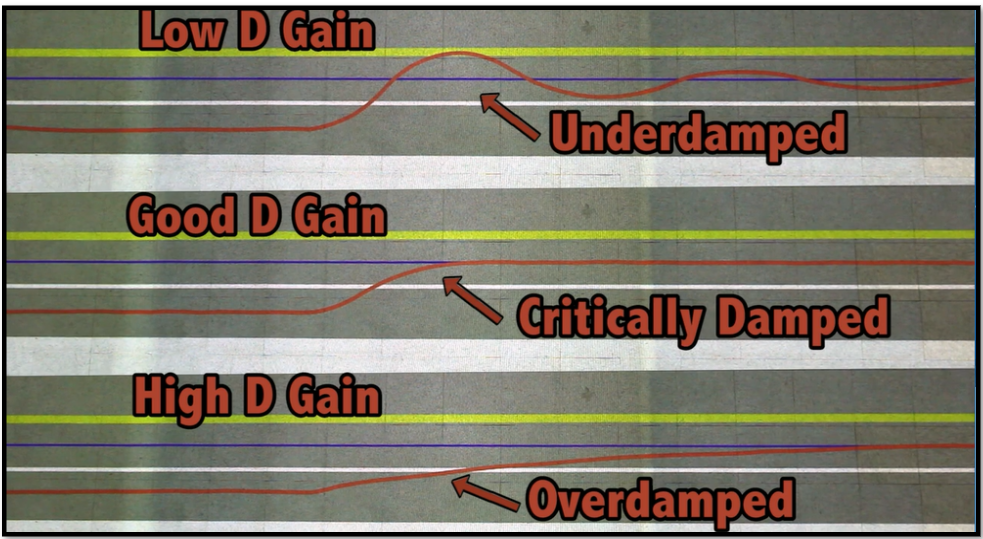 Low D Gain
Underdamped
Good D Gain
Critically Damped
High D Gain
Overdamped